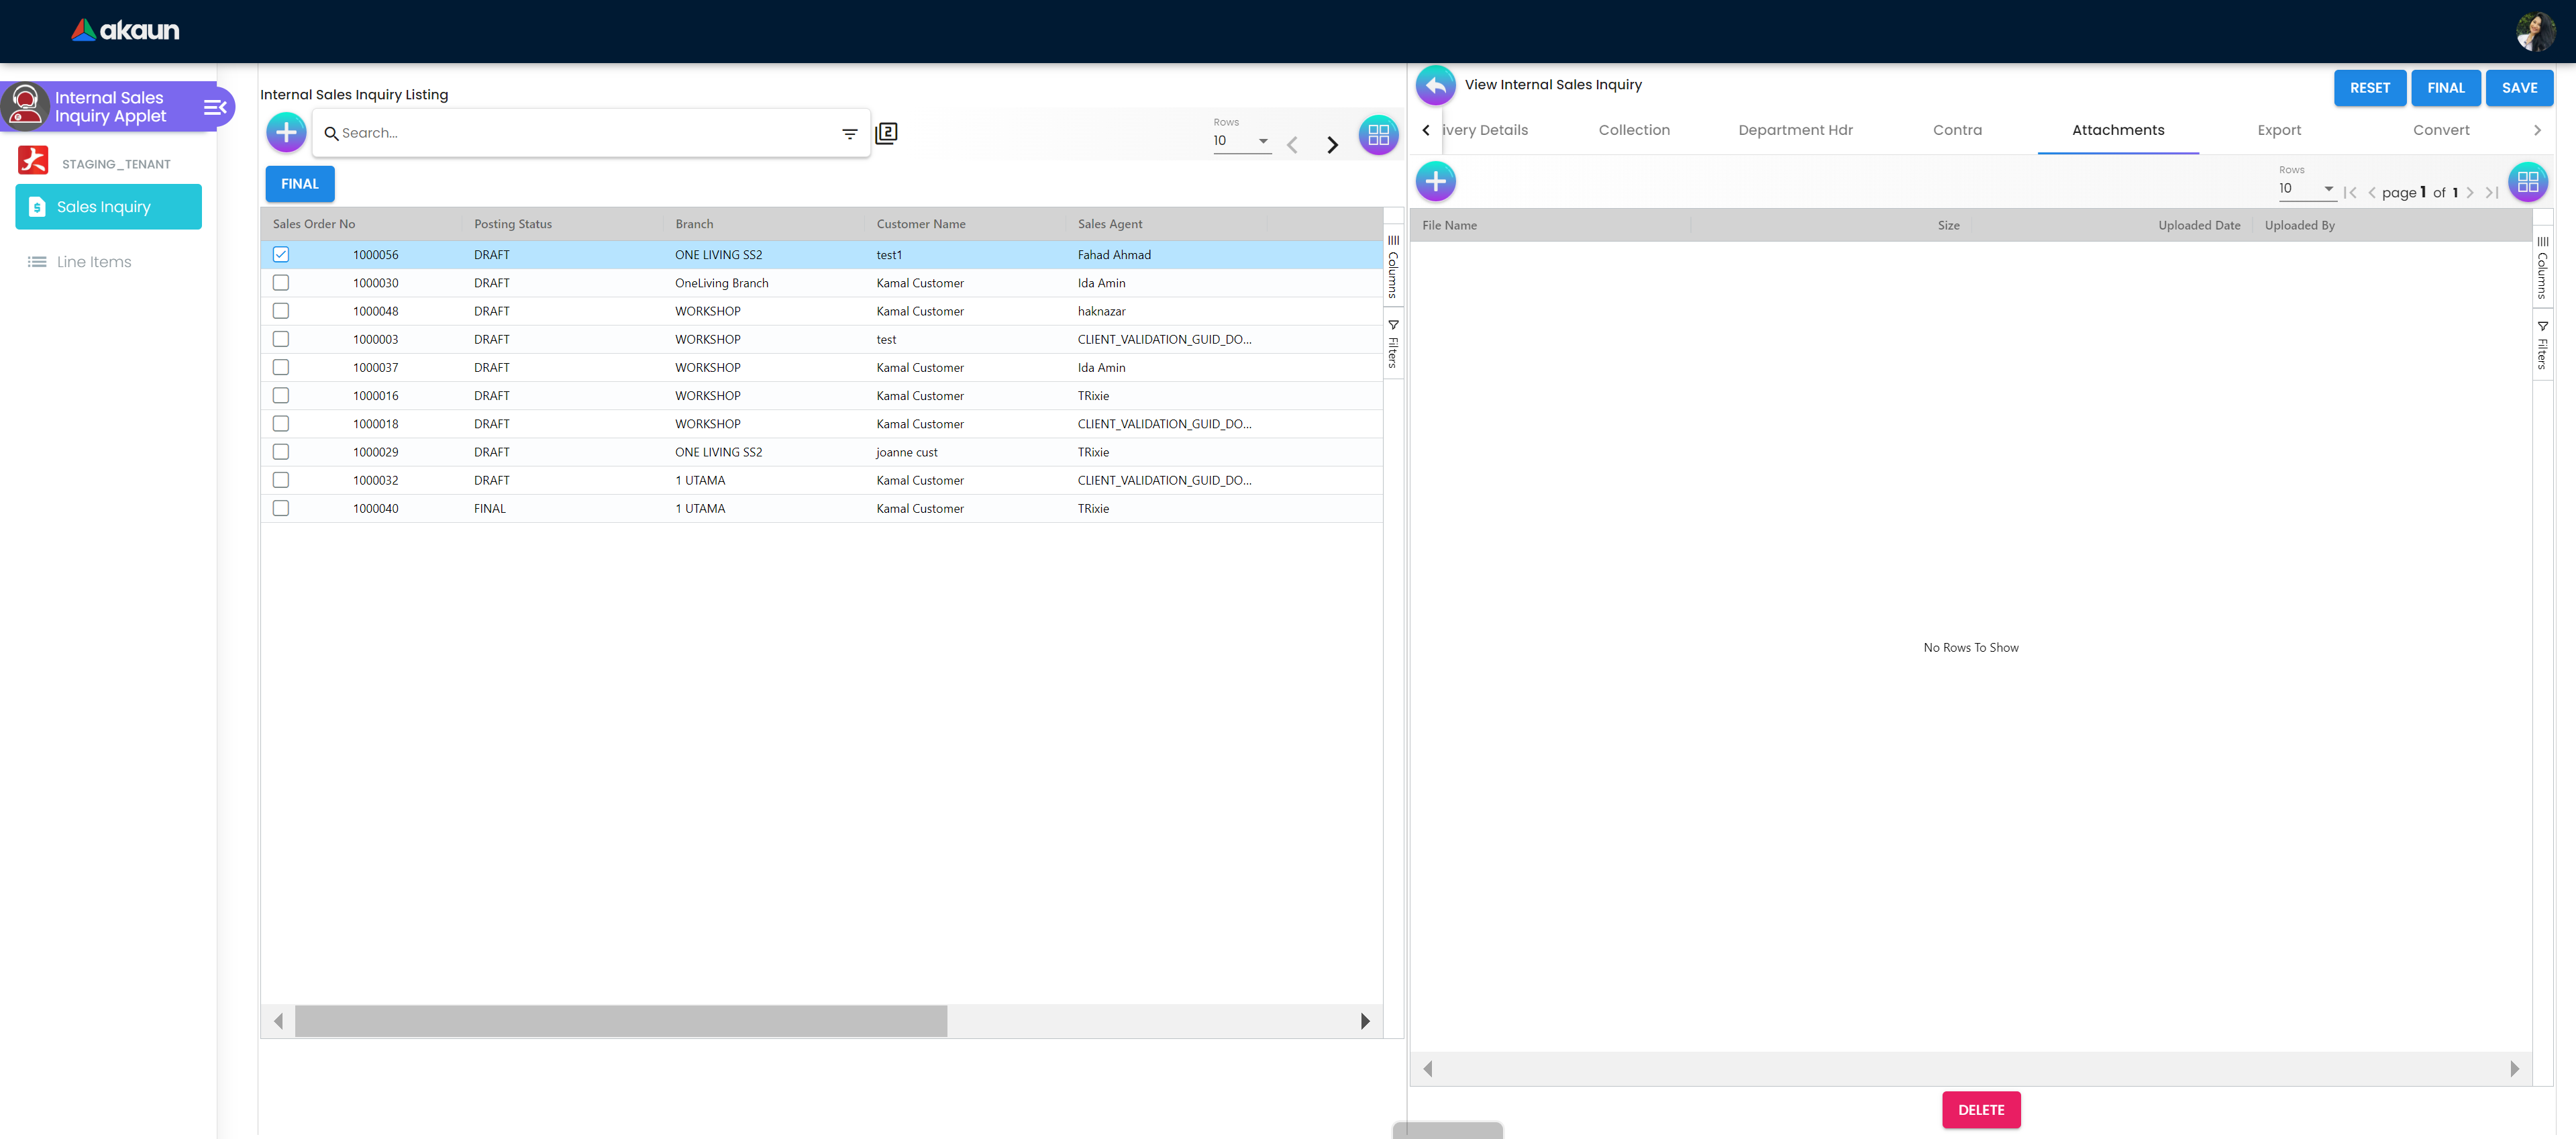 akaun
Internal Sales
Inquiry Applet
STAGING_TENANT
Sales Inquiry
Line Items
Internal Sales Inquiry Listing
Search...
2
Rows
10
FINAL
Sales Order No Posting Status Branch Customer Name Sales Agent
1000056 DRAFT ONE LIVING SS2 test1 Fahad Ahmad
1000030 DRAFT OneLiving Branch Kamal Customer Ida Amin
1000048 DRAFT WORKSHOP Kamal Customer haknazar
1000003 DRAFT WORKSHOP test CLIENT_VALIDATION_GUID_DO...
1000037 DRAFT WORKSHOP Kamal Customer Ida Amin
1000016 DRAFT WORKSHOP Kamal Customer TRixie
1000018 DRAFT WORKSHOP Kamal Customer CLIENT_VALIDATION_GUID_DO...
1000029 DRAFT ONE LIVING SS2 joanne cust TRixie
1000032 DRAFT 1 UTAMA Kamal Customer CLIENT_VALIDATION_GUID_DO...
1000040 FINAL 1 UTAMA Kamal Customer TRixie
Columns
Filters
View Internal Sales Inquiry
RESET FINAL SAVE
ivery Details Collection Department Hdr Contra Attachments Export Convert
Rows
10
page 1 of 1
File Name Size Uploaded Date Uploaded By
No Rows To Show
Columns
Filters
DELETE